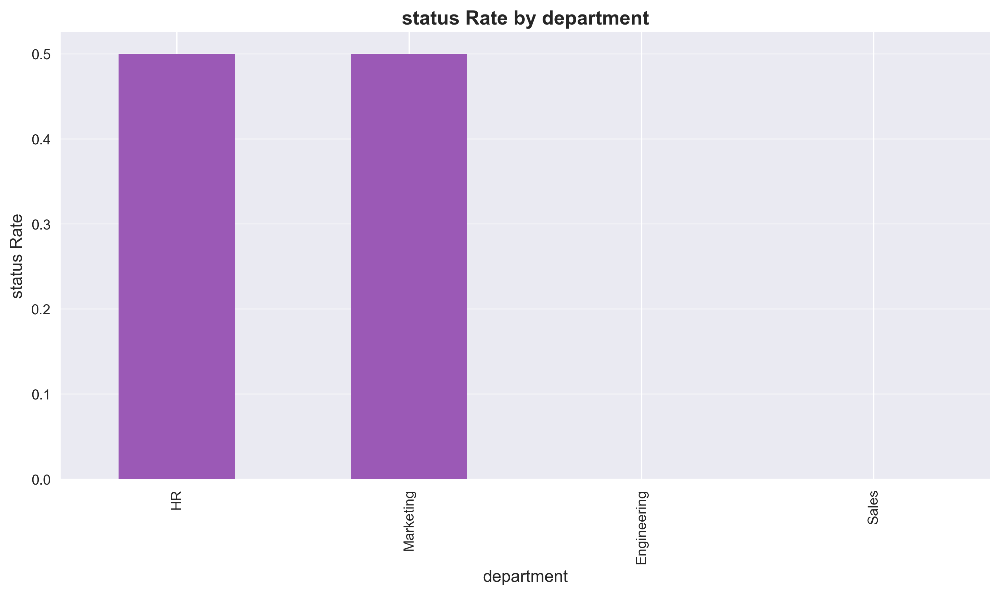 status Rate by department
status Rate
0.5
0.4
0.3
0.2
0.1
0.0
HR
Marketing
Engineering
Sales
department